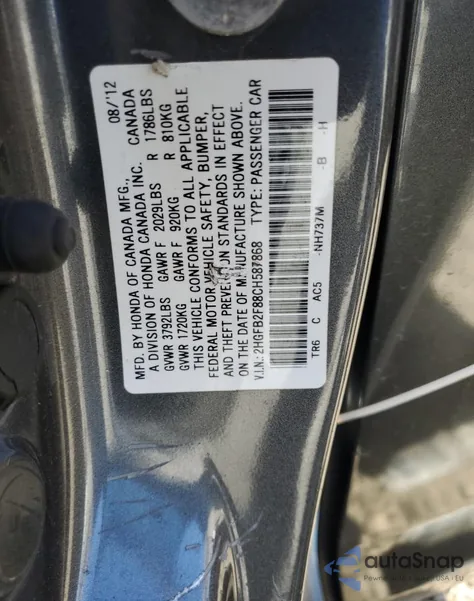 MFD. BY HONDA OF CANADA MFG., 08/'12
A DIVISION OF HONDA CANADA INC. CANADA
GVWR 3792LBS GAWR F 2029LBS R 1786LBS
GVWR 1720KG GAWR F 920KG R 810KG
THIS VEHICLE CONFORMS TO ALL APPLICABLE
FEDERAL MOTOR VEHICLE SAFETY, BUMPER,
AND THEFT PREVENTION STANDARDS IN EFFECT
ON THE DATE OF MANUFACTURE SHOWN ABOVE.
V.I.N.: 2HGFB2F88CH587868 TYPE: PASSENGER CAR
TR6 C AC5 -NH737M -B -H
autoSnap